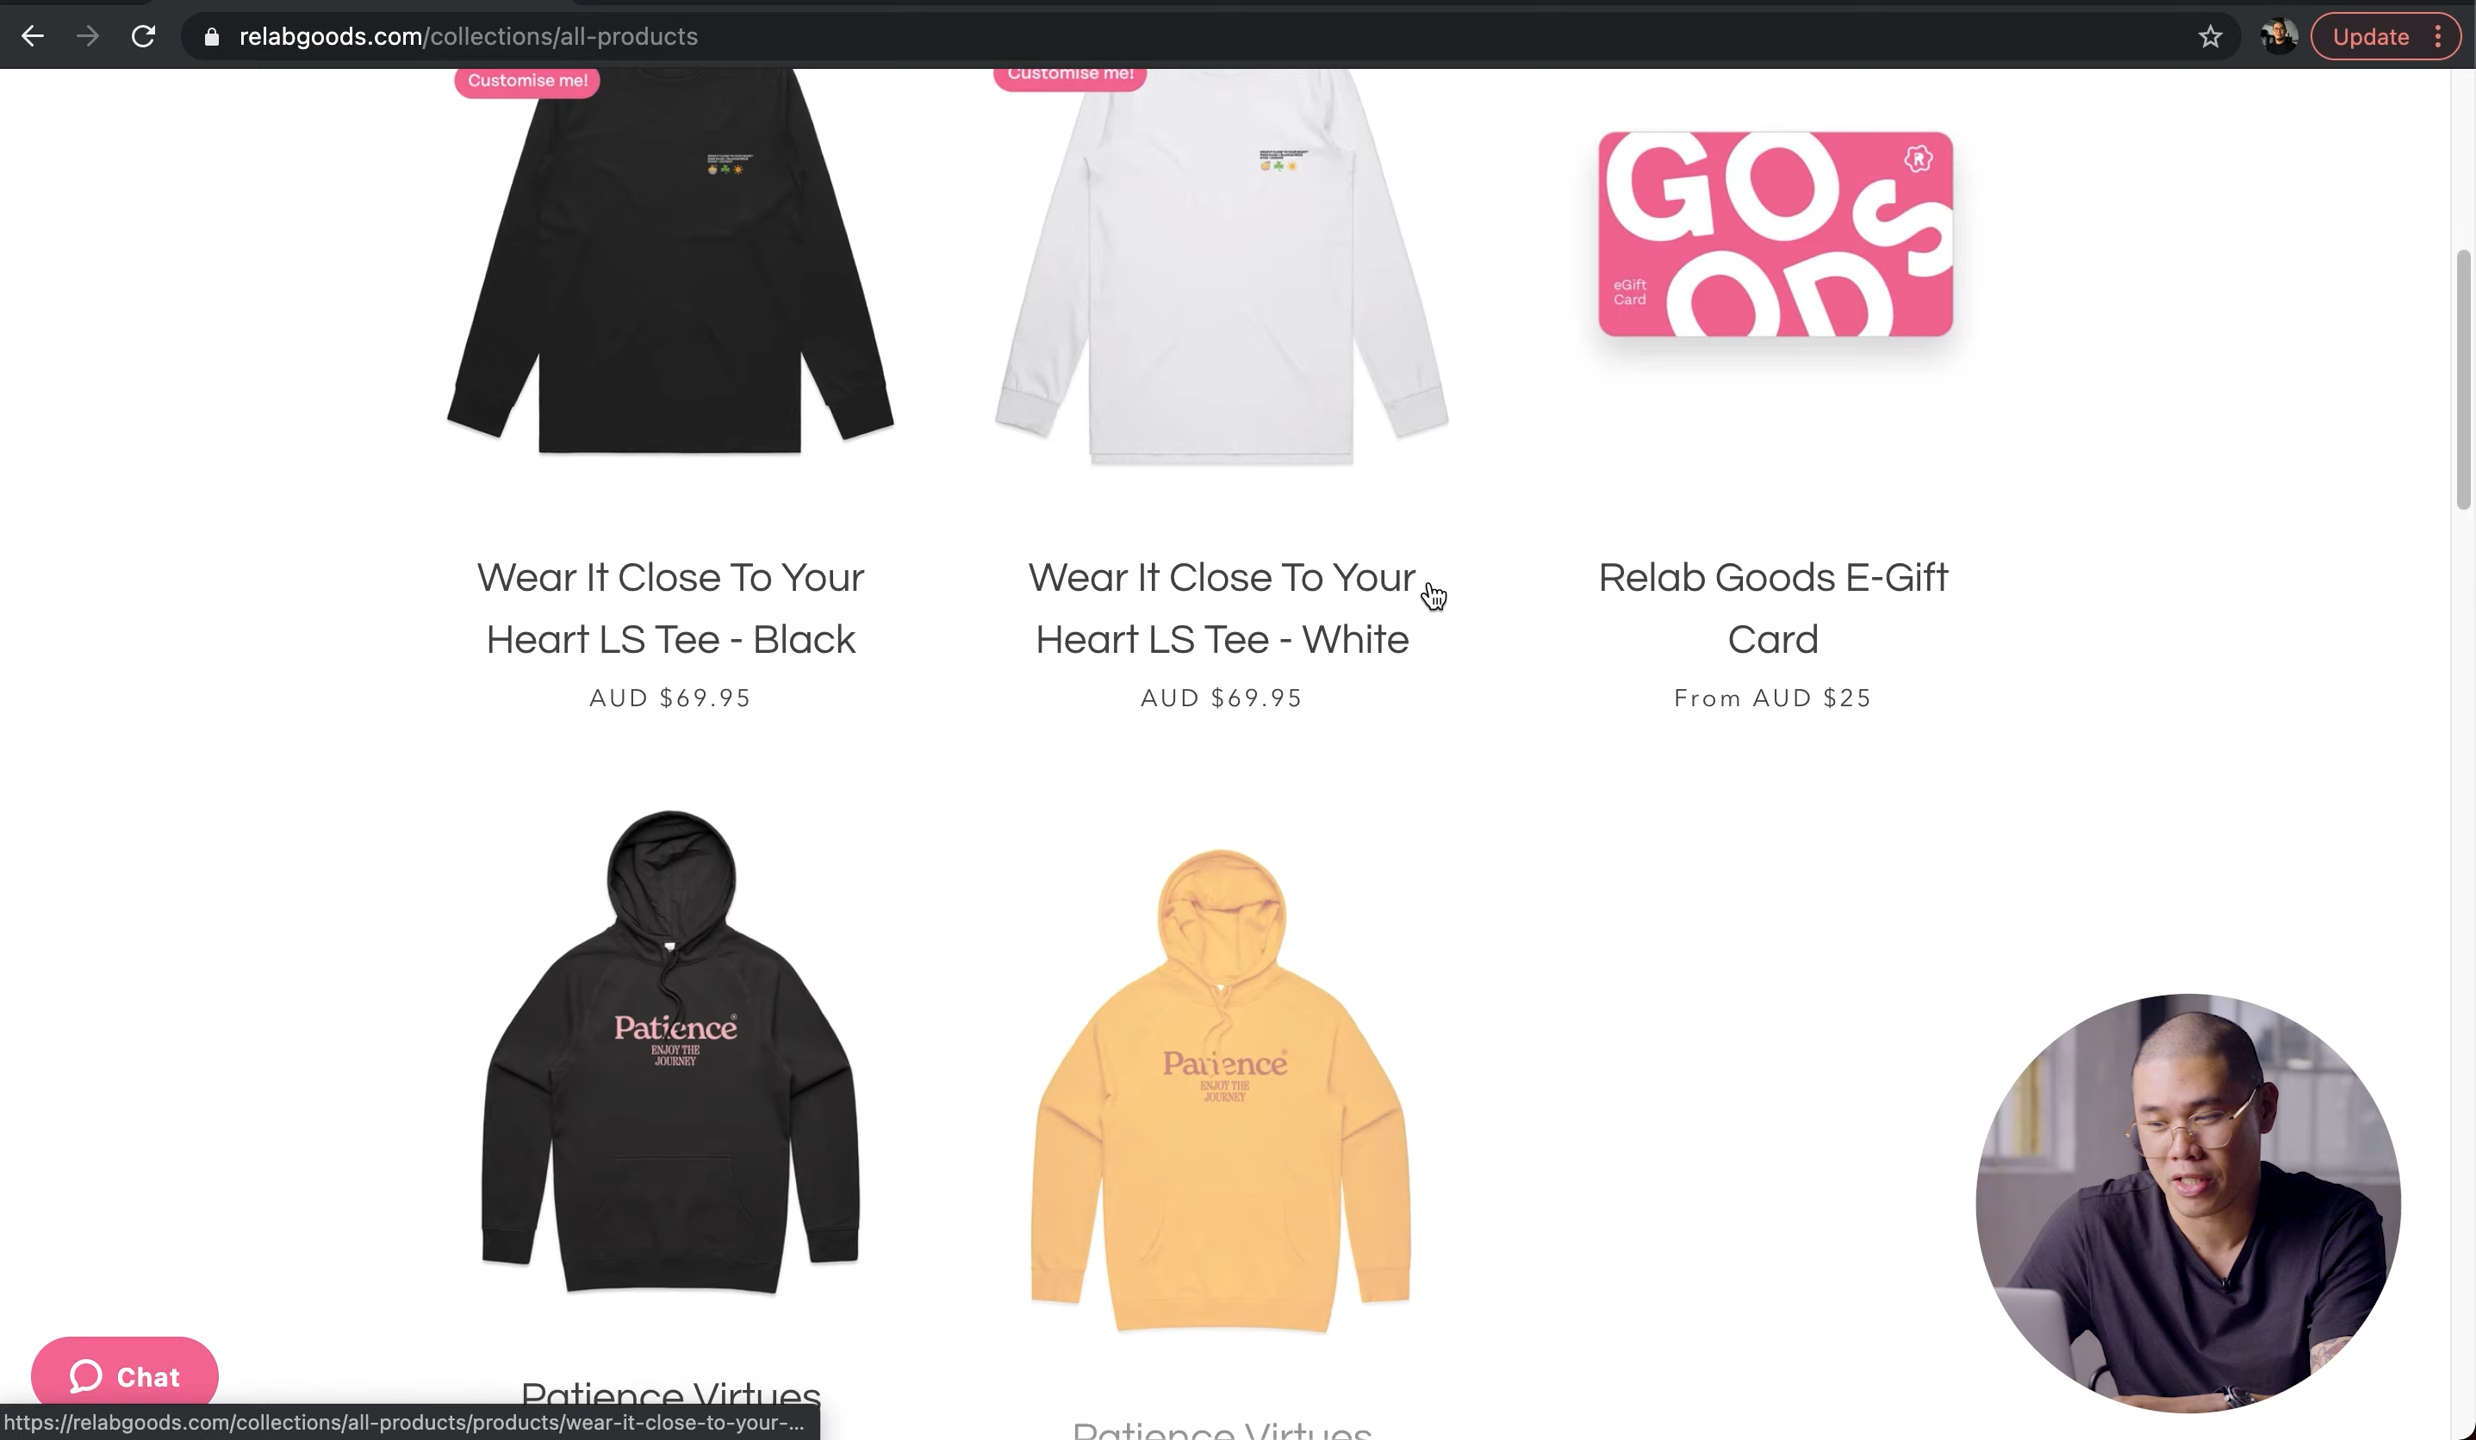 relabgoods.com/collections/all-products
Update
Customise me!
Customise me!
GOODS
R
eGift
Card
Wear It Close To Your
Heart LS Tee - Black
AUD $69.95
Wear It Close To Your
Heart LS Tee - White
AUD $69.95
Relab Goods E-Gift
Card
From AUD $25
Patience
ENJOY THE
JOURNEY
Patience
ENJOY THE
JOURNEY
Patience Virtues
Patience Virtues
Chat
https://relabgoods.com/collections/all-products/products/wear-it-close-to-your-...